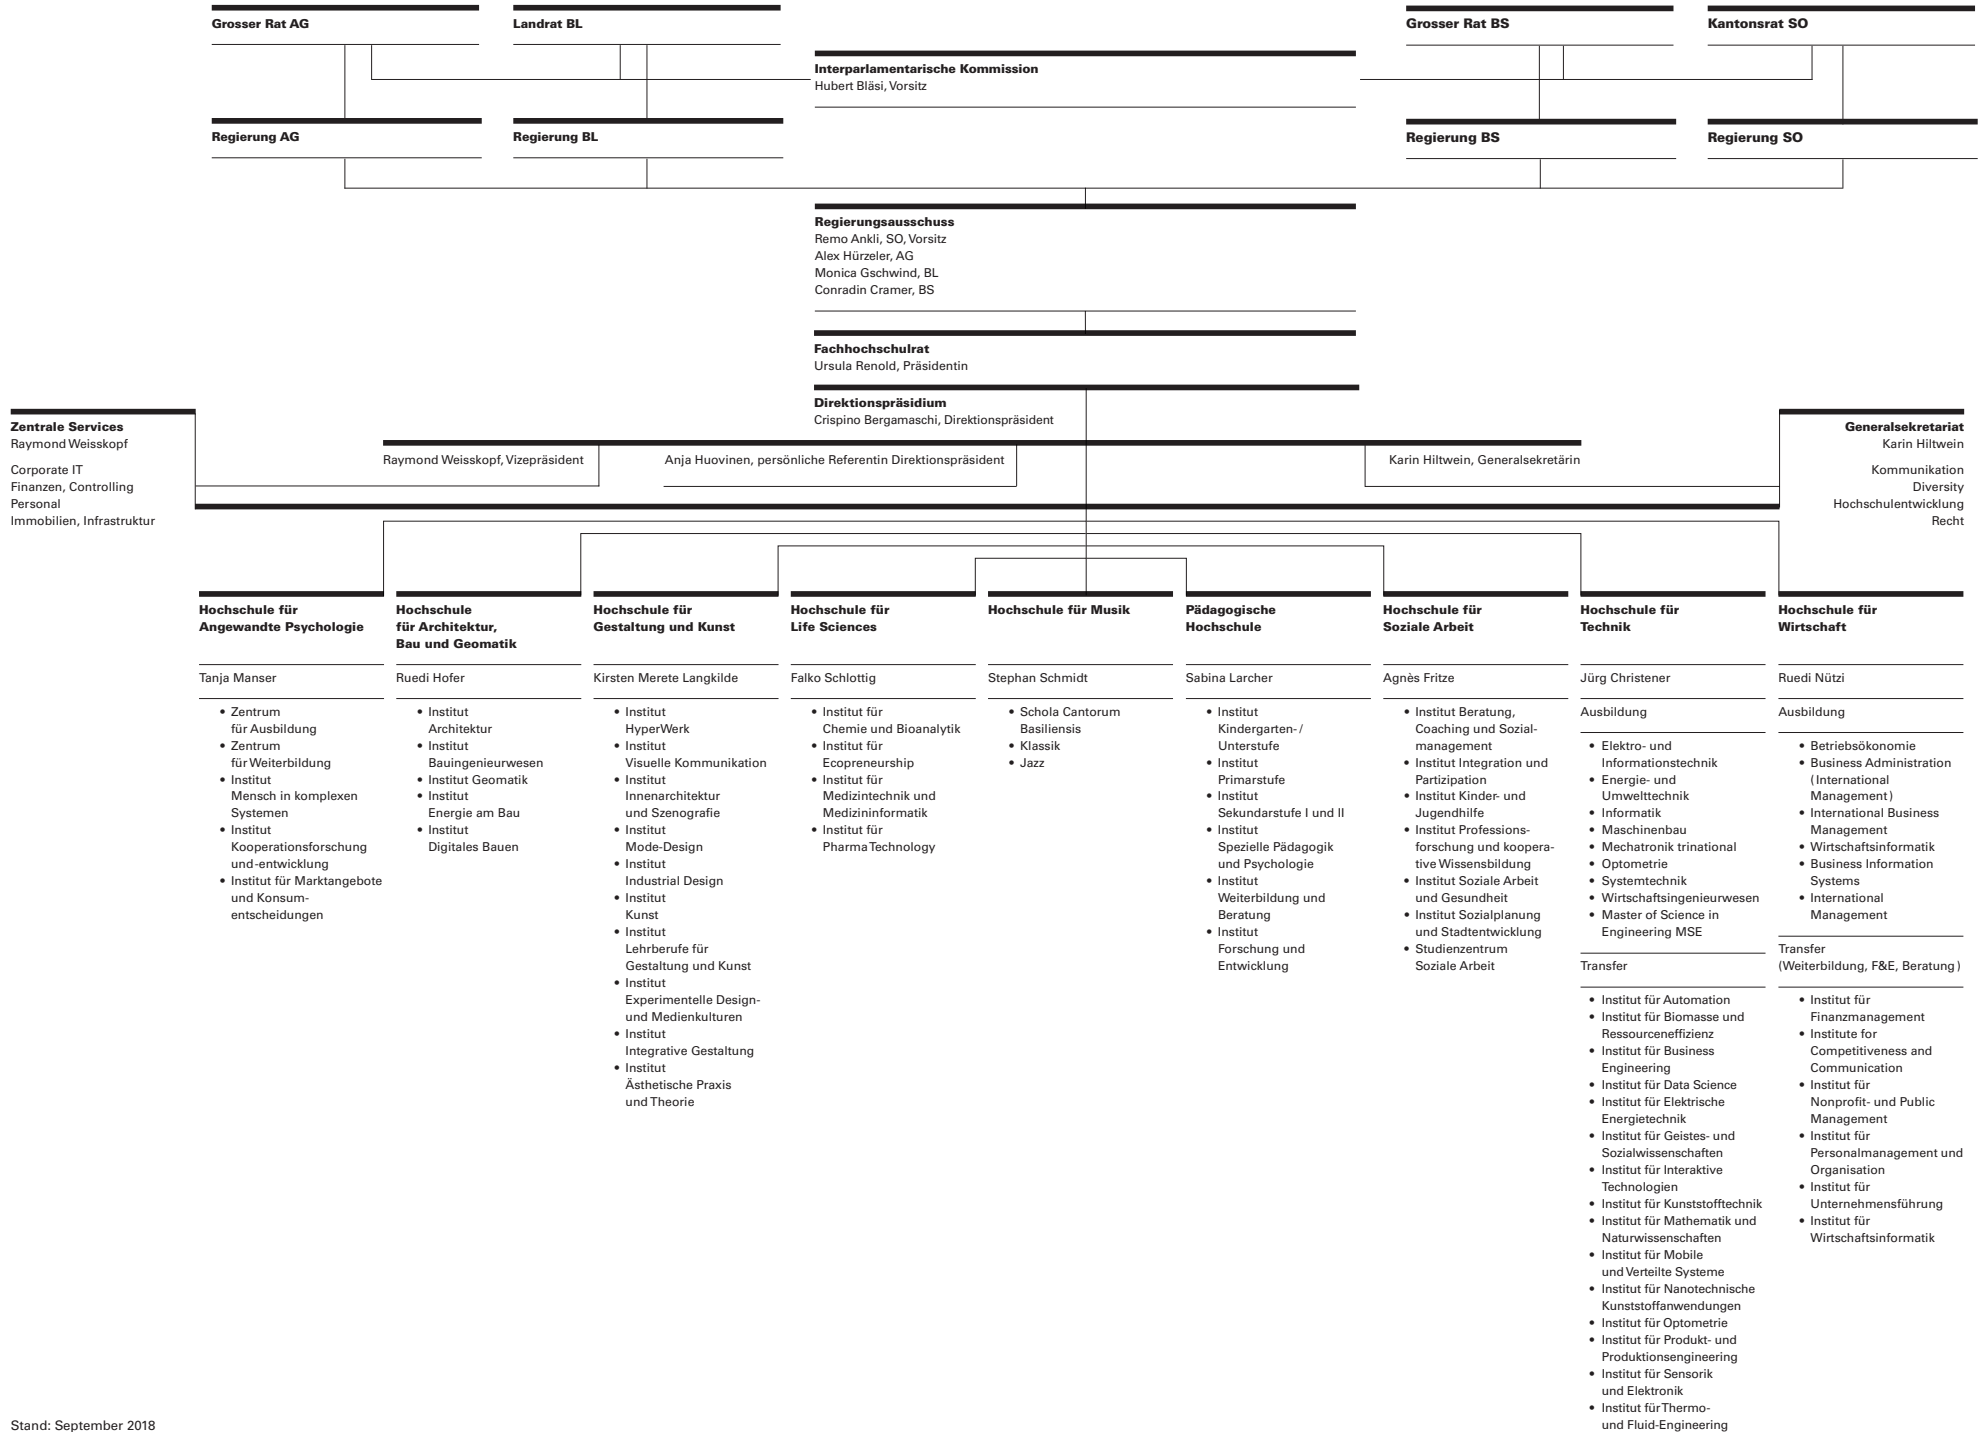 Grosser Rat AG
Landrat BL
Grosser Rat BS
Kantonsrat SO
Interparlamentarische Kommission
Hubert Bläsi, Vorsitz
Regierung AG
Regierung BL
Regierung BS
Regierung SO
Regierungsausschuss
Remo Ankli, SO, Vorsitz
Alex Hürzeler, AG
Monica Gschwind, BL
Conradin Cramer, BS
Fachhochschulrat
Ursula Renold, Präsidentin
Direktionspräsidium
Crispino Bergamaschi, Direktionspräsident
Zentrale Services
Raymond Weisskopf
Corporate IT
Finanzen, Controlling
Personal
Immobilien, Infrastruktur
Raymond Weisskopf, Vizepräsident
Anja Huovinen, persönliche Referentin Direktionspräsident
Karin Hiltwein, Generalsekretärin
Generalsekretariat
Karin Hiltwein
Kommunikation
Diversity
Hochschulentwicklung
Recht
Hochschule für
Angewandte Psychologie
Tanja Manser
• Zentrum
für Ausbildung
• Zentrum
für Weiterbildung
• Institut
Mensch in komplexen
Systemen
• Institut
Kooperationsforschung
und -entwicklung
• Institut für Marktangebote
und Konsum-
entscheidungen
Hochschule
für Architektur,
Bau und Geomatik
Ruedi Hofer
• Institut
Architektur
• Institut
Bauingenieurwesen
• Institut Geomatik
• Institut
Energie am Bau
• Institut
Digitales Bauen
Hochschule für
Gestaltung und Kunst
Kirsten Merete Langkilde
• Institut
HyperWerk
• Institut
Visuelle Kommunikation
• Institut
Innenarchitektur
und Szenografie
• Institut
Mode-Design
• Institut
Industrial Design
• Institut
Kunst
• Institut
Lehrberufe für
Gestaltung und Kunst
• Institut
Experimentelle Design-
und Medienkulturen
• Institut
Integrative Gestaltung
• Institut
Ästhetische Praxis
und Theorie
Hochschule für
Life Sciences
Falko Schlottig
• Institut für
Chemie und Bioanalytik
• Institut für
Ecopreneurship
• Institut für
Medizintechnik und
Medizininformatik
• Institut für
Pharma Technology
Hochschule für Musik
Stephan Schmidt
• Schola Cantorum
Basiliensis
• Klassik
• Jazz
Pädagogische
Hochschule
Sabina Larcher
• Institut
Kindergarten-/
Unterstufe
• Institut
Primarstufe
• Institut
Sekundarstufe I und II
• Institut
Spezielle Pädagogik
und Psychologie
• Institut
Weiterbildung und
Beratung
• Institut
Forschung und
Entwicklung
Hochschule für
Soziale Arbeit
Agnès Fritze
• Institut Beratung,
Coaching und Sozial-
management
• Institut Integration und
Partizipation
• Institut Kinder- und
Jugendhilfe
• Institut Professions-
forschung und koopera-
tive Wissensbildung
• Institut Soziale Arbeit
und Gesundheit
• Institut Sozialplanung
und Stadtentwicklung
• Studienzentrum
Soziale Arbeit
Hochschule für
Technik
Jürg Christener
Ausbildung
• Elektro- und
Informationstechnik
• Energie- und
Umwelttechnik
• Informatik
• Maschinenbau
• Mechatronik trinational
• Optometrie
• Systemtechnik
• Wirtschaftsingenieurwesen
• Master of Science in
Engineering MSE
Transfer
• Institut für Automation
• Institut für Biomasse und
Ressourceneffizienz
• Institut für Business
Engineering
• Institut für Data Science
• Institut für Elektrische
Energietechnik
• Institut für Geistes- und
Sozialwissenschaften
• Institut für Interaktive
Technologien
• Institut für Kunststofftechnik
• Institut für Mathematik und
Naturwissenschaften
• Institut für Mobile
und Verteilte Systeme
• Institut für Nanotechnische
Kunststoffanwendungen
• Institut für Optometrie
• Institut für Produkt- und
Produktionsengineering
• Institut für Sensorik
und Elektronik
• Institut für Thermo-
und Fluid-Engineering
Hochschule für
Wirtschaft
Ruedi Nützi
Ausbildung
• Betriebsökonomie
• Business Administration
(International
Management)
• International Business
Management
• Wirtschaftsinformatik
• Business Information
Systems
• International
Management
Transfer
(Weiterbildung, F&E, Beratung)
• Institut für
Finanzmanagement
• Institute for
Competitiveness and
Communication
• Institut für
Nonprofit- und Public
Management
• Institut für
Personalmanagement und
Organisation
• Institut für
Unternehmensführung
• Institut für
Wirtschaftsinformatik
Stand: September 2018